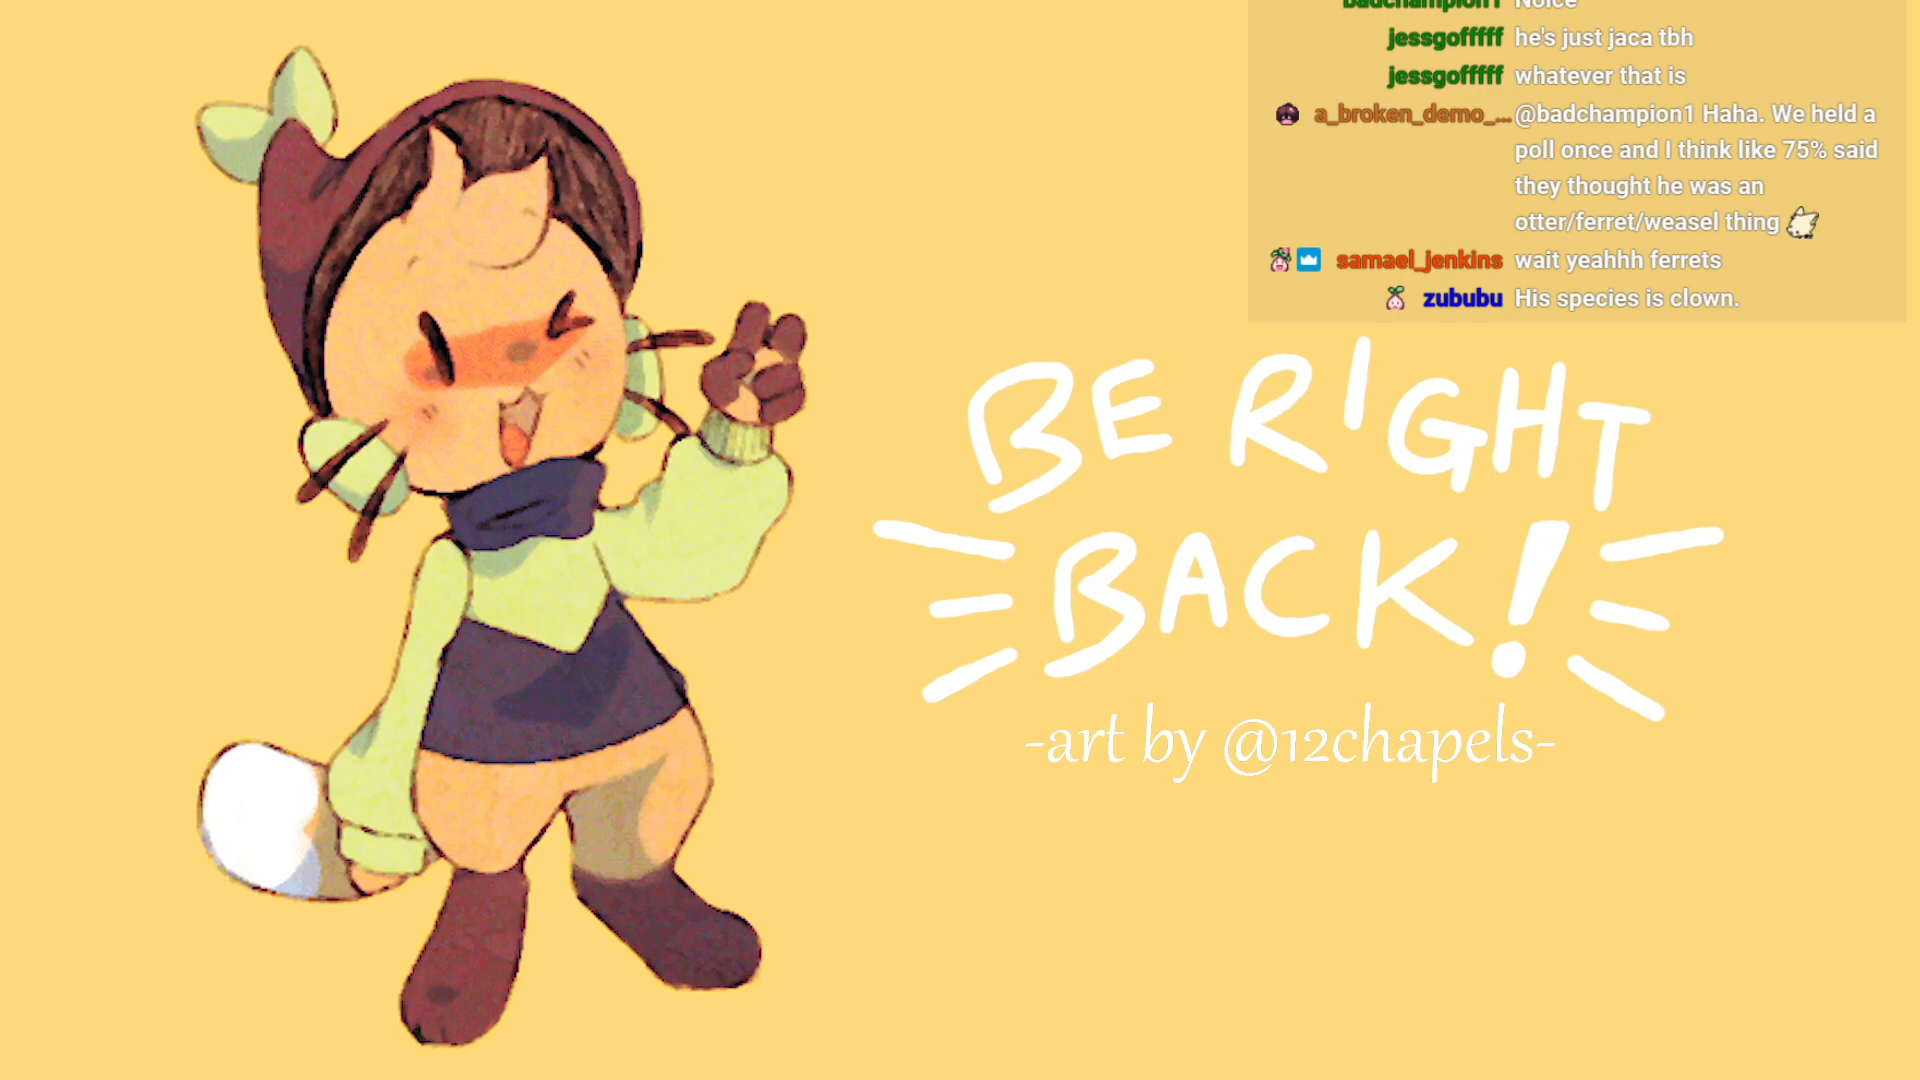 badchampion1 Noice
jessgofffff he's just jaca tbh
jessgofffff whatever that is
a_broken_demo_... @badchampion1 Haha. We held a
poll once and I think like 75% said
they thought he was an
otter/ferret/weasel thing
samael_jenkins wait yeahhh ferrets
zububu His species is clown.
BE RIGHT
BACK!
-art by @12chapels-